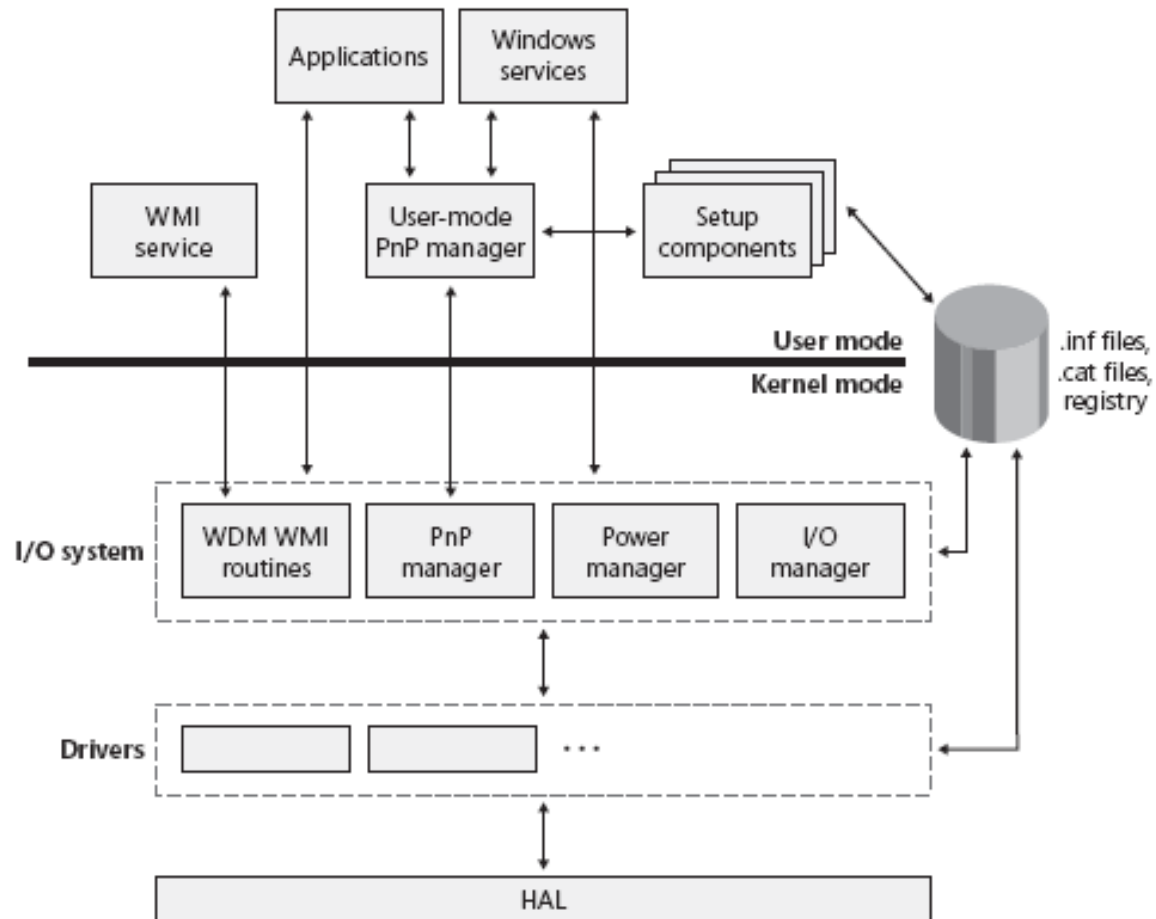 Applications
Windows
services
WMI
service
User-mode
PnP manager
Setup
components
User mode
Kernel mode
.inf files,
.cat files,
registry
I/O system
WDM WMI
routines
PnP
manager
Power
manager
I/O
manager
Drivers
...
HAL